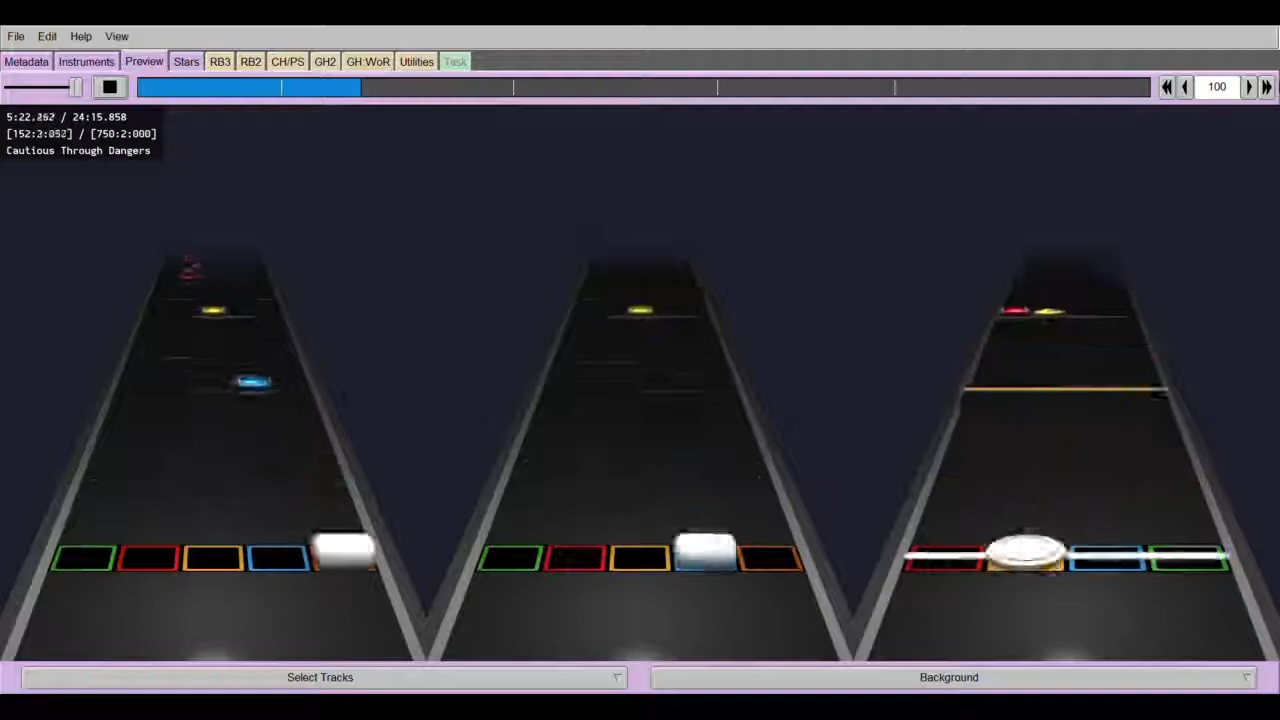 File Edit Help View
Metadata Instruments Preview Stars RB3 RB2 CH/PS GH2 GH:WoR Utilities Task
100
5:22.262 / 24:15.858
[152:2:052] / [750:2:000]
Cautious Through Dangers
Select Tracks Background